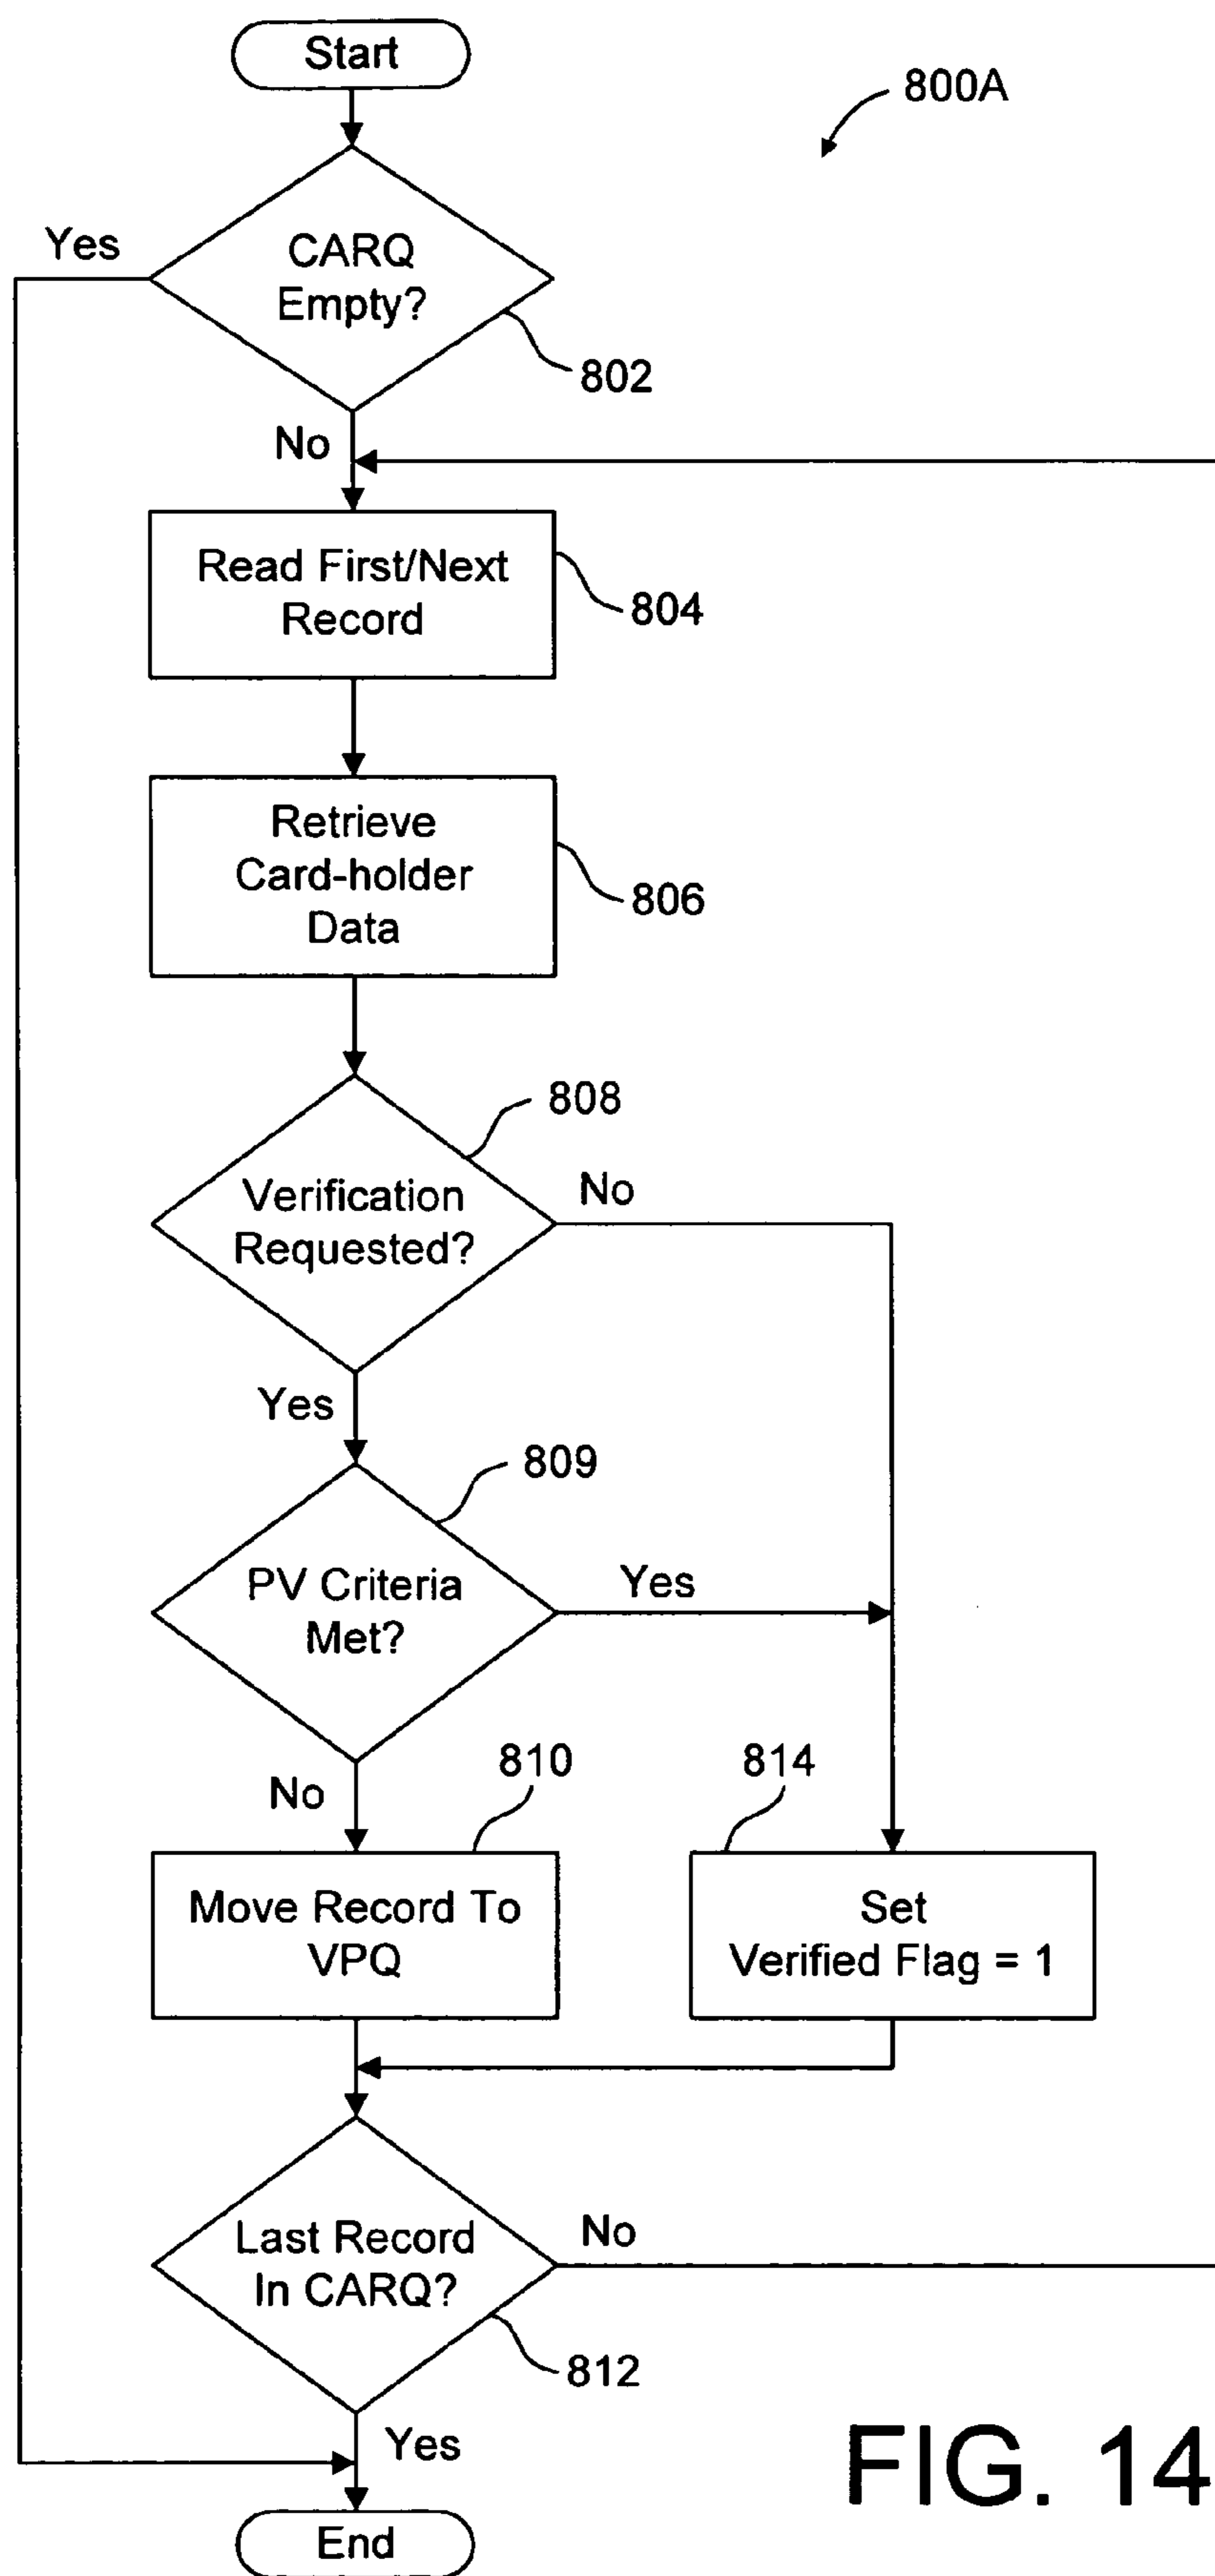 Start
800A
Yes
CARQ
Empty?
802
No
Read First/Next
Record
804
Retrieve
Card-holder
Data
806
808
Verification
Requested?
No
Yes
809
PV Criteria
Met?
Yes
No
810
814
Move Record To
VPQ
Set
Verified Flag = 1
Last Record
In CARQ?
No
812
Yes
FIG. 14
End